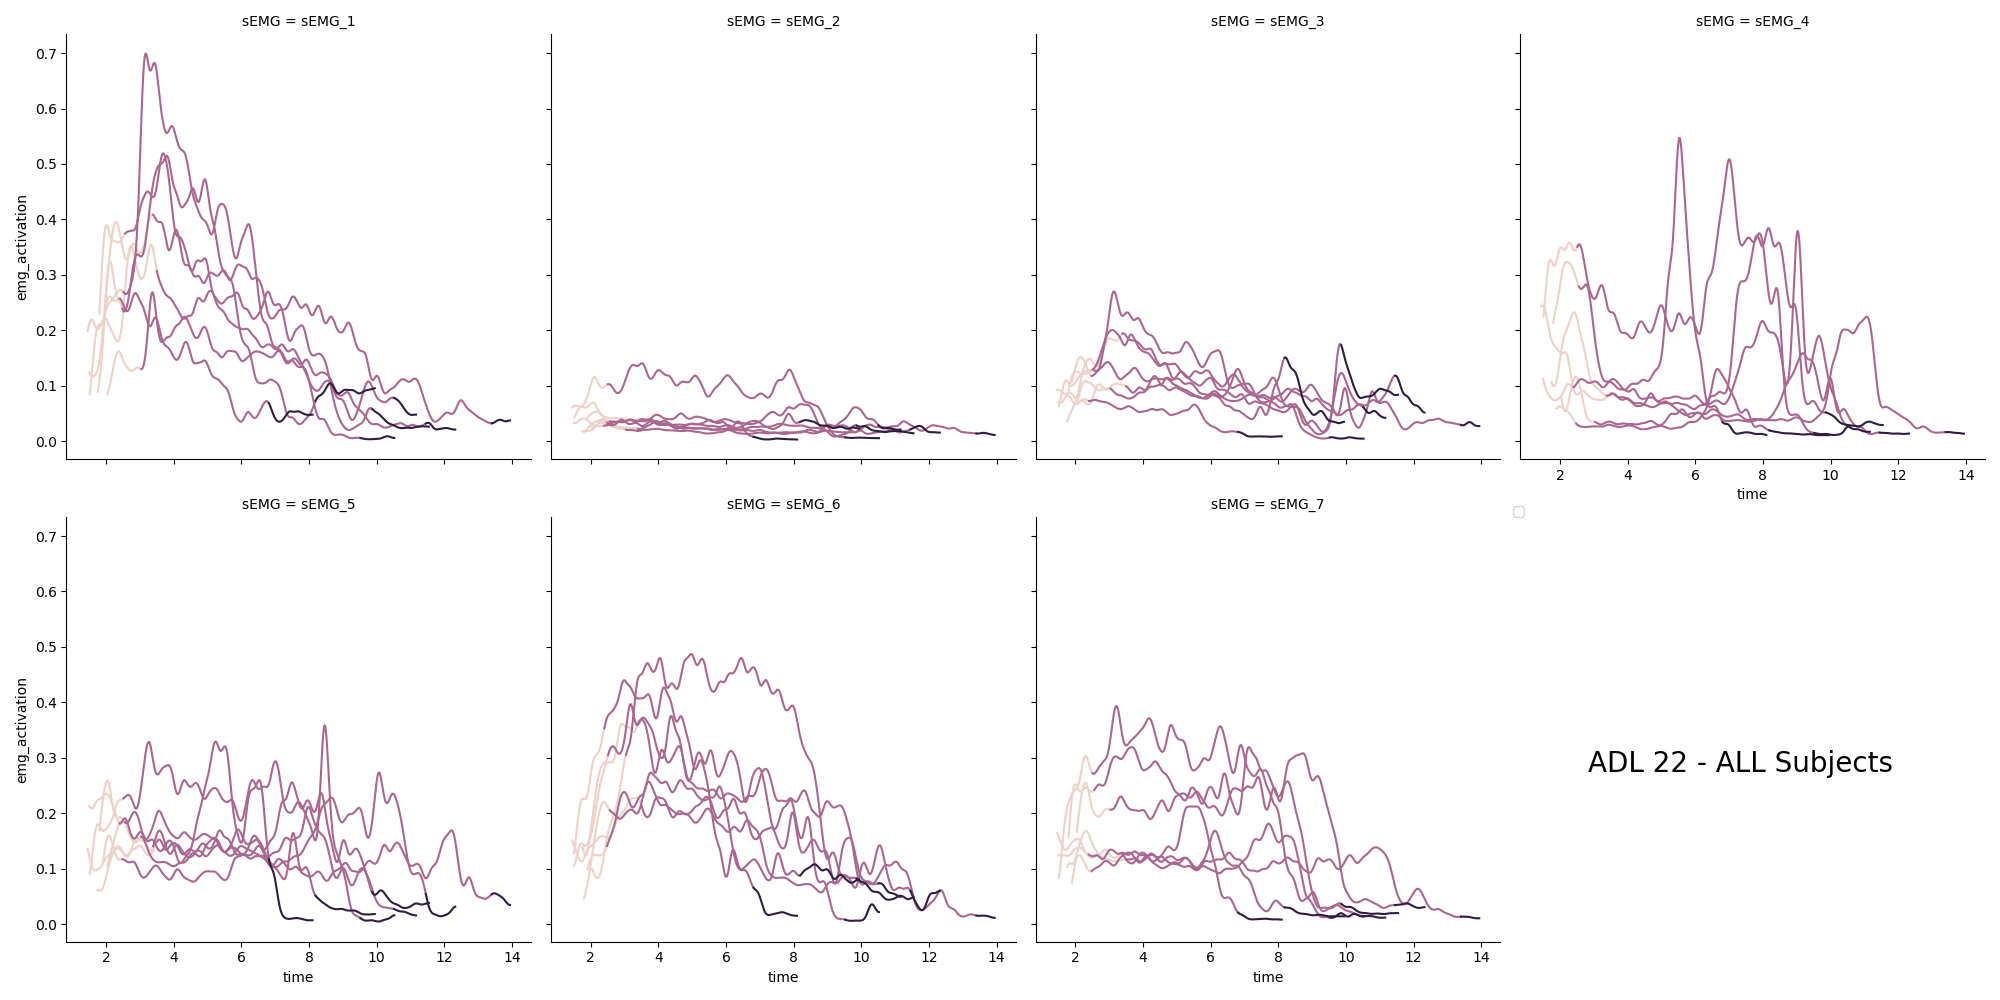 sEMG = sEMG_1
sEMG = sEMG_2
sEMG = sEMG_3
sEMG = sEMG_4
0.7
0.6
0.5
0.4
0.3
0.2
0.1
0.0
emg_activation
2 4 6 8 10 12 14
time
sEMG = sEMG_5
sEMG = sEMG_6
sEMG = sEMG_7
0.7
0.6
0.5
0.4
0.3
0.2
0.1
0.0
emg_activation
2 4 6 8 10 12 14
time
2 4 6 8 10 12 14
time
2 4 6 8 10 12 14
time
ADL 22 - ALL Subjects